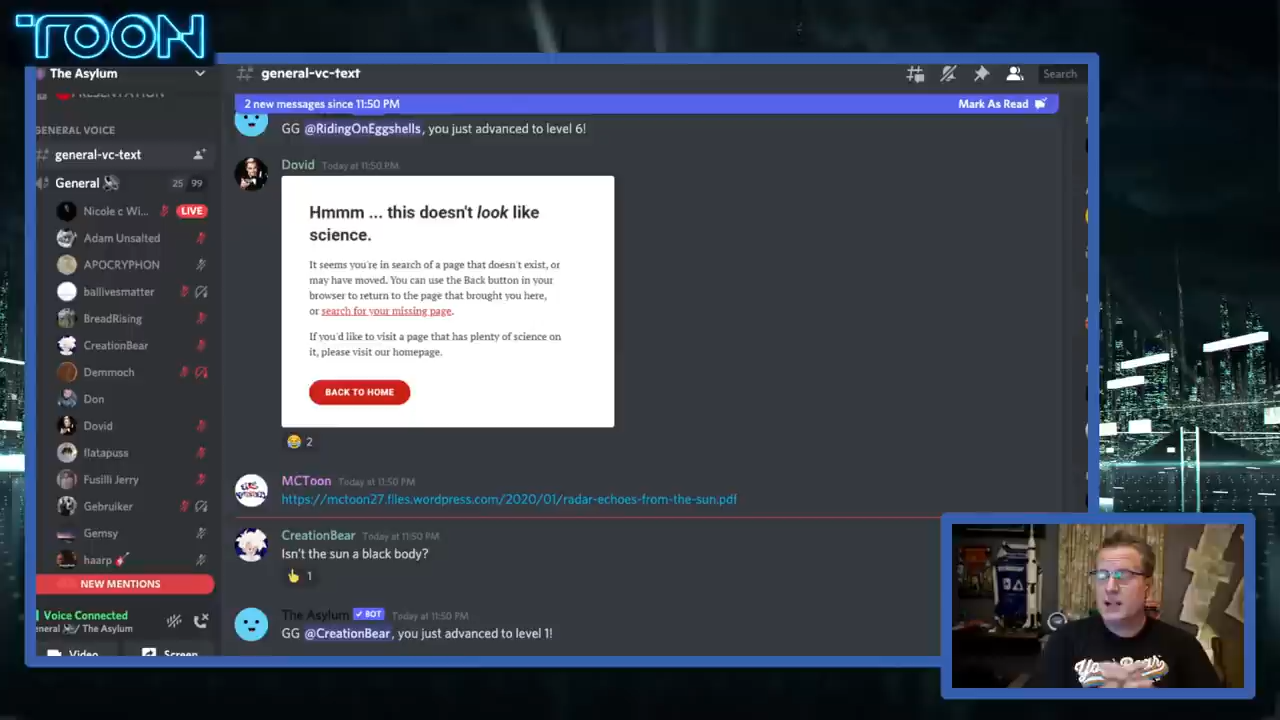 TOON
The Asylum
general-vc-text
Search
PRESENTATION
2 new messages since 11:50 PM
Mark As Read
GENERAL VOICE
general-vc-text
General
25 99
Nicole c Wi... LIVE
Adam Unsalted
APOCRYPHON
ballivesmatter
BreadRising
CreationBear
Demmoch
Don
Dovid
flatapuss
Fusilli Jerry
Gebruiker
Gemsy
haarp
NEW MENTIONS
Voice Connected
eneral / The Asylum
Video
Screen
GG @RidingOnEggshells, you just advanced to level 6!
Dovid Today at 11:50 PM
Hmmm ... this doesn't look like
science.
It seems you're in search of a page that doesn't exist, or
may have moved. You can use the Back button in your
browser to return to the page that brought you here,
or search for your missing page.
If you'd like to visit a page that has plenty of science on
it, please visit our homepage.
BACK TO HOME
2
MCToon Today at 11:50 PM
https://mctoon27.files.wordpress.com/2020/01/radar-echoes-from-the-sun.pdf
CreationBear Today at 11:50 PM
Isn't the sun a black body?
1
The Asylum BOT Today at 11:50 PM
GG @CreationBear, you just advanced to level 1!